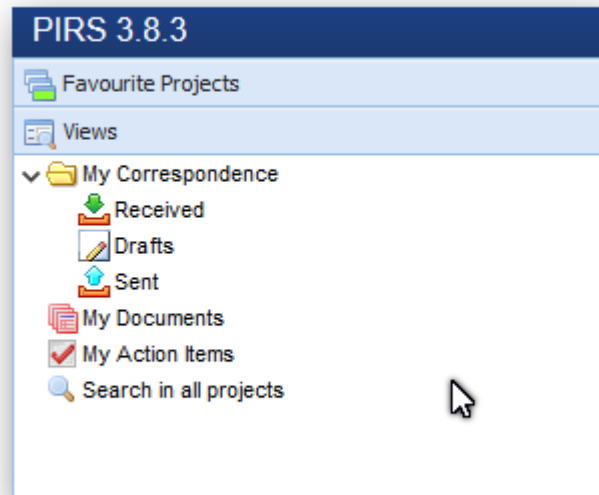 PIRS 3.8.3
Favourite Projects
Views
My Correspondence
Received
Drafts
Sent
My Documents
My Action Items
Search in all projects